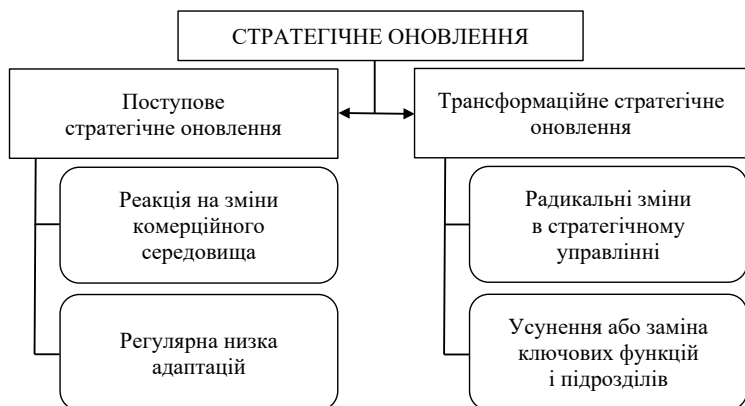 СТРАТЕГІЧНЕ ОНОВЛЕННЯ
Поступове
стратегічне оновлення
Трансформаційне стратегічне
оновлення
Реакція на зміни
комерційного
середовища
Радикальні зміни
в стратегічному
управлінні
Регулярна низка
адаптацій
Усунення або заміна
ключових функцій
і підрозділів